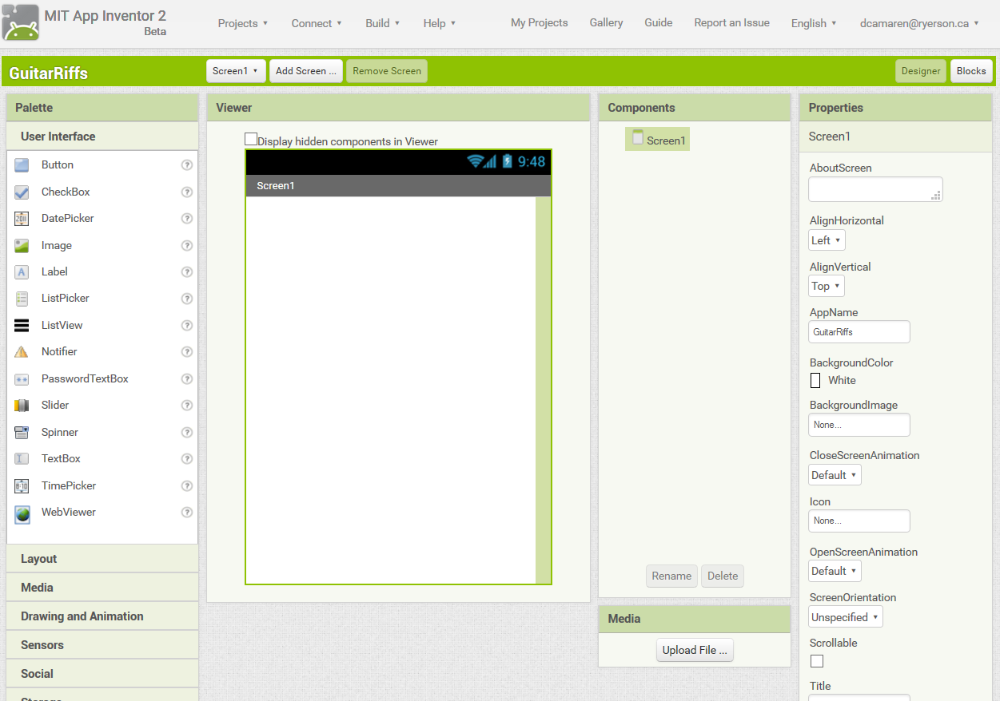 MIT App Inventor 2
Beta
Projects Connect Build Help My Projects Gallery Guide Report an Issue English dcamaren@ryerson.ca
GuitarRiffs Screen1 Add Screen ... Remove Screen Designer Blocks
Palette
User Interface
Button
CheckBox
DatePicker
Image
Label
ListPicker
ListView
Notifier
PasswordTextBox
Slider
Spinner
TextBox
TimePicker
WebViewer
Layout
Media
Drawing and Animation
Sensors
Social
Storage
Viewer
Display hidden components in Viewer
9:48
Screen1
Components
Screen1
Rename Delete
Media
Upload File ...
Properties
Screen1
AboutScreen
AlignHorizontal
Left
AlignVertical
Top
AppName
GuitarRiffs
BackgroundColor
White
BackgroundImage
None...
CloseScreenAnimation
Default
Icon
None...
OpenScreenAnimation
Default
ScreenOrientation
Unspecified
Scrollable
Title